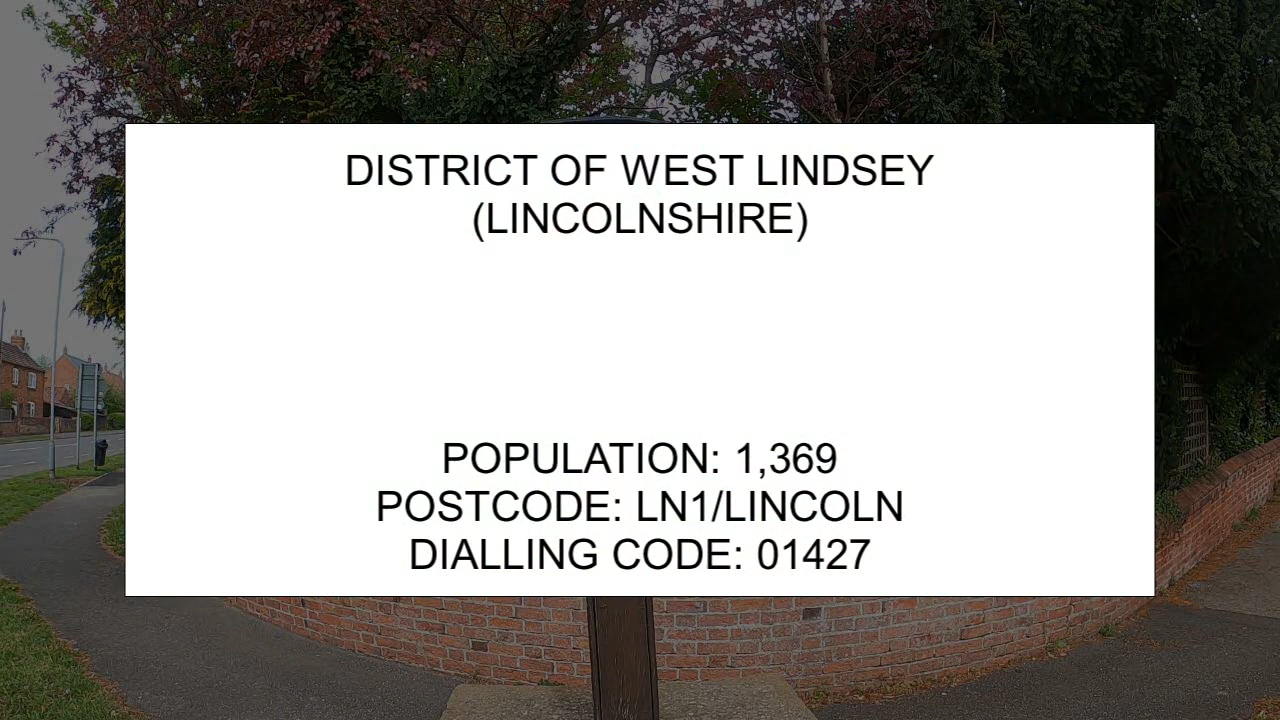 DISTRICT OF WEST LINDSEY
(LINCOLNSHIRE)
POPULATION: 1,369
POSTCODE: LN1/LINCOLN
DIALLING CODE: 01427